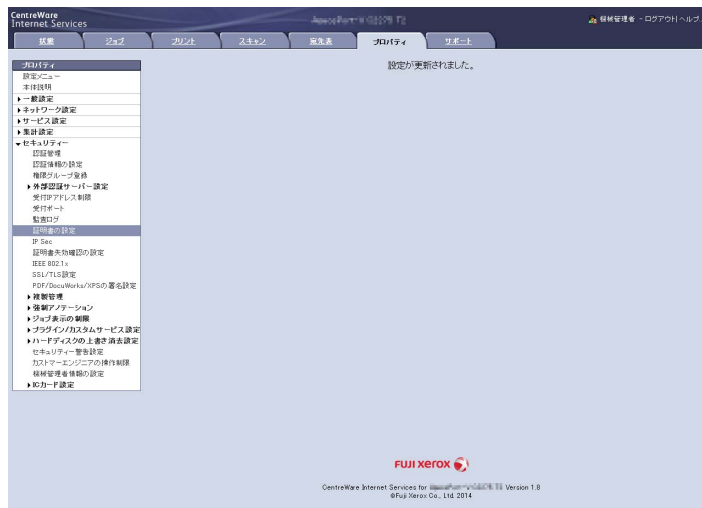 CentreWare
Internet Services
機械管理者 - ログアウト| ヘルプ
状態
ジョブ
プリント
スキャン
宛先表
プロパティ
サポート
プロパティ
設定メニュー
本体説明
一般設定
ネットワーク設定
サービス設定
集計設定
セキュリティー
認証管理
認証情報の設定
権限グループ登録
外部認証サーバー設定
受付IPアドレス制限
受付ポート
監査ログ
証明書の設定
IP Sec
証明書失効確認の設定
IEEE 802.1x
SSL/TLS設定
PDF/DocuWorks/XPSの署名設定
複製管理
強制アノテーション
ジョブ表示の制限
プラグイン/カスタムサービス設定
ハードディスクの上書き消去設定
セキュリティー警告設定
カストマーエンジニアの操作制限
機械管理者情報の設定
ICカード設定
設定が更新されました。
FUJI xerox
CentreWare Internet Services for Version 1.8
©Fuji Xerox Co., Ltd. 2014